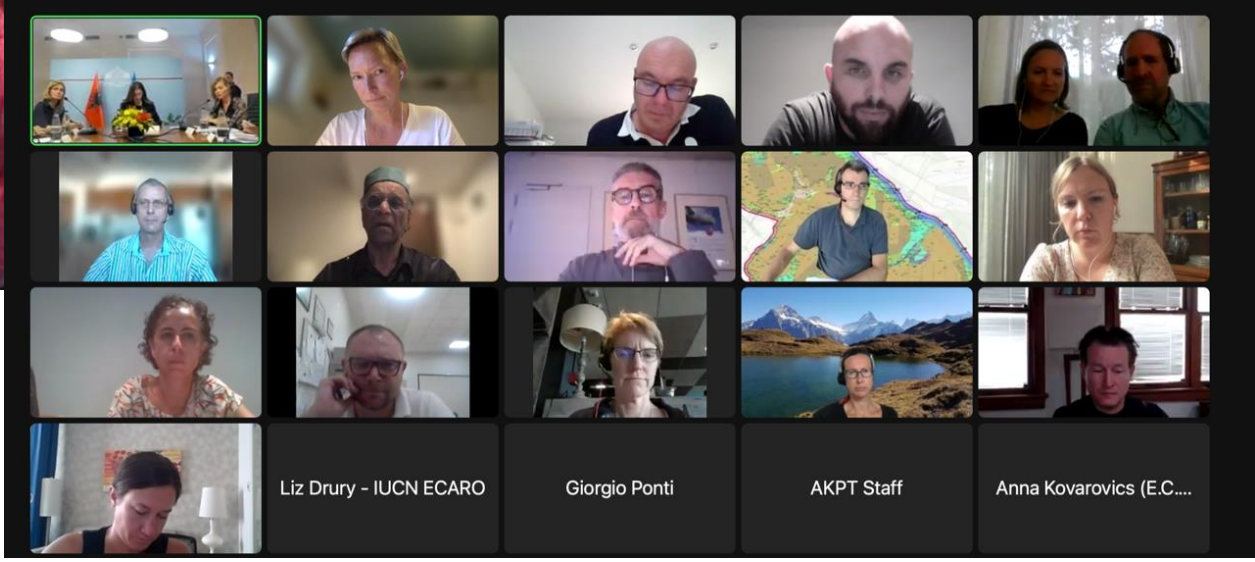 Liz Drury - IUCN ECARO
Giorgio Ponti
AKPT Staff
Anna Kovarovics (E.C....